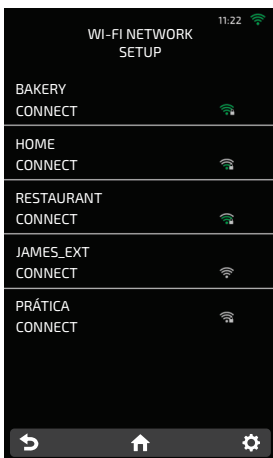 11:22
WI-FI NETWORK
SETUP
BAKERY
CONNECT
HOME
CONNECT
RESTAURANT
CONNECT
JAMES_EXT
CONNECT
PRÁTICA
CONNECT